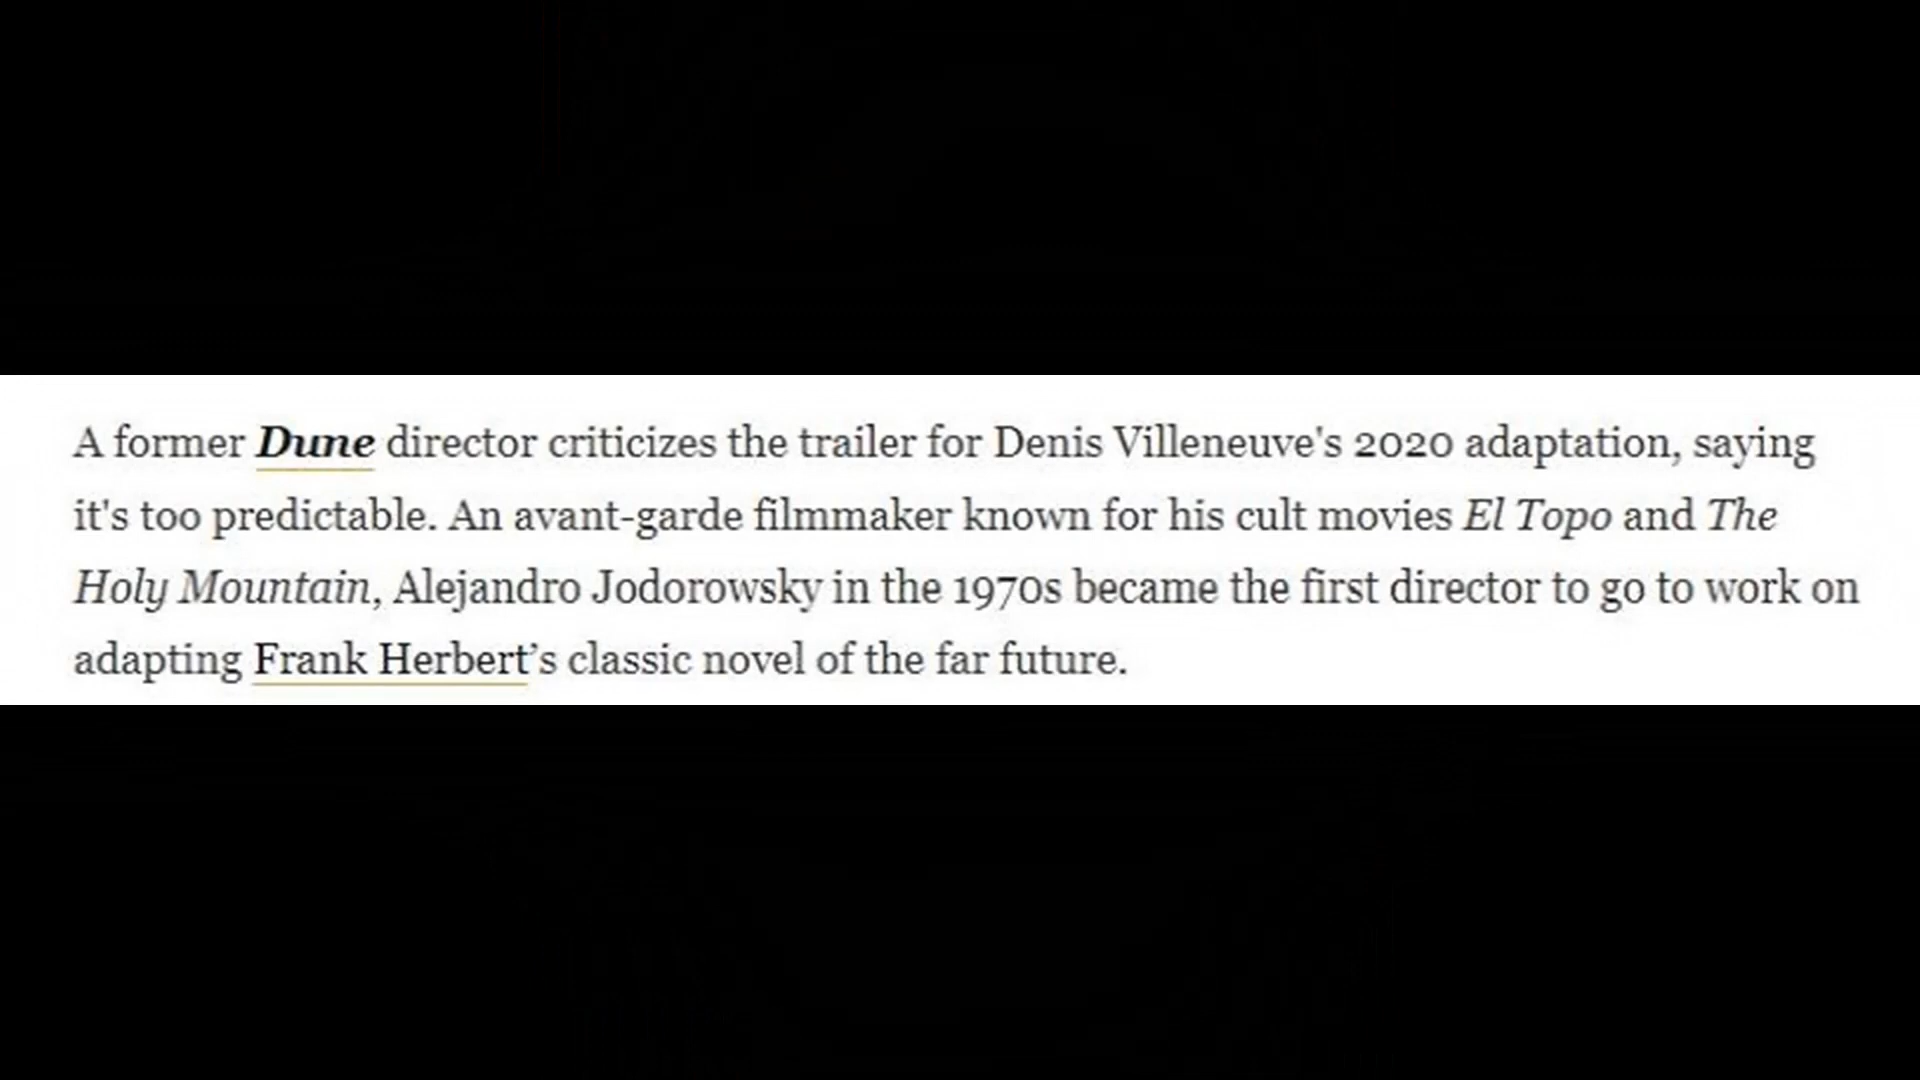 A former Dune director criticizes the trailer for Denis Villeneuve's 2020 adaptation, saying
it's too predictable. An avant-garde filmmaker known for his cult movies El Topo and The
Holy Mountain, Alejandro Jodorowsky in the 1970s became the first director to go to work on
adapting Frank Herbert’s classic novel of the far future.